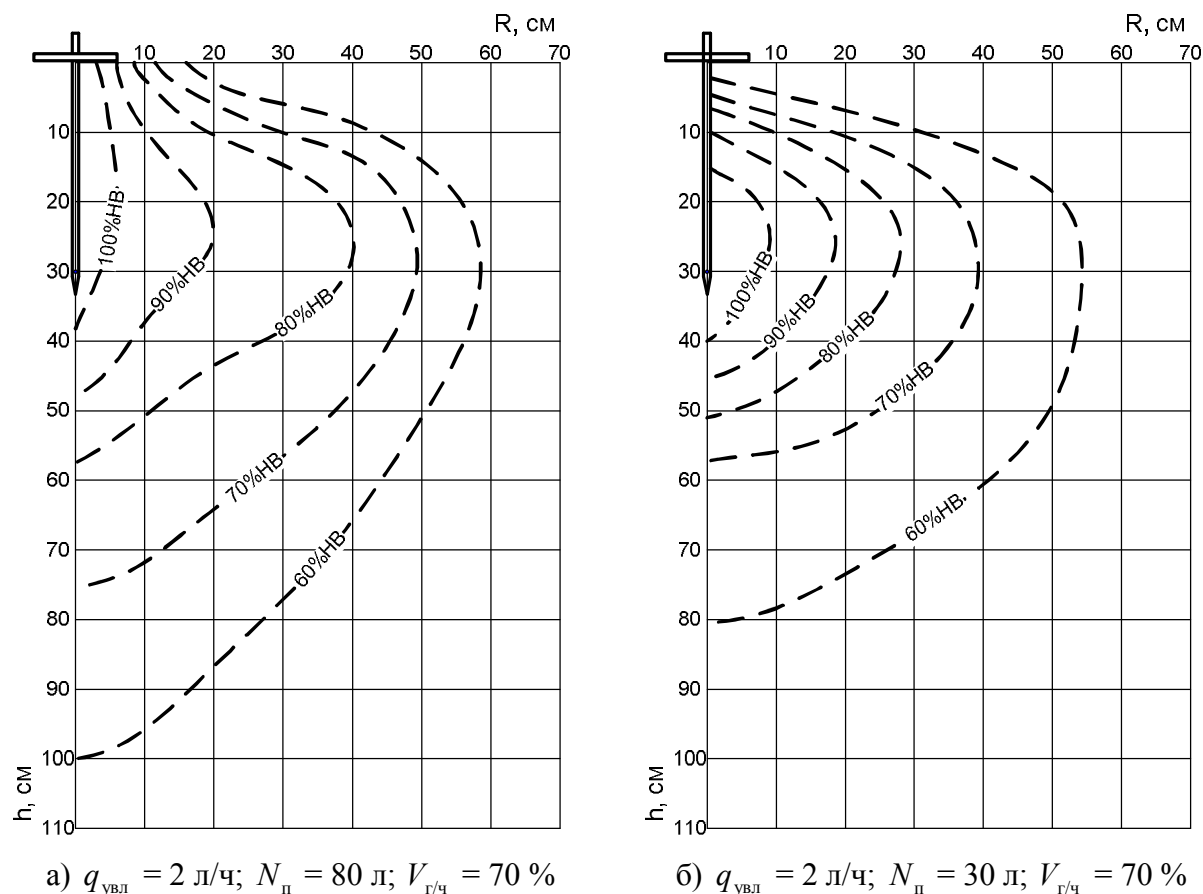 R, см
10 20 30 40 50 60 70
10
20
30
40
50
60
70
80
90
100
110
h, см
100%НВ
90%НВ
80%НВ
70%НВ
60%НВ
а) qувл = 2 л/ч; Nп = 80 л; Vг/ч = 70 %
R, см
10 20 30 40 50 60 70
10
20
30
40
50
60
70
80
90
100
110
h, см
100%НВ
90%НВ
80%НВ
70%НВ
60%НВ
б) qувл = 2 л/ч; Nп = 30 л; Vг/ч = 70 %